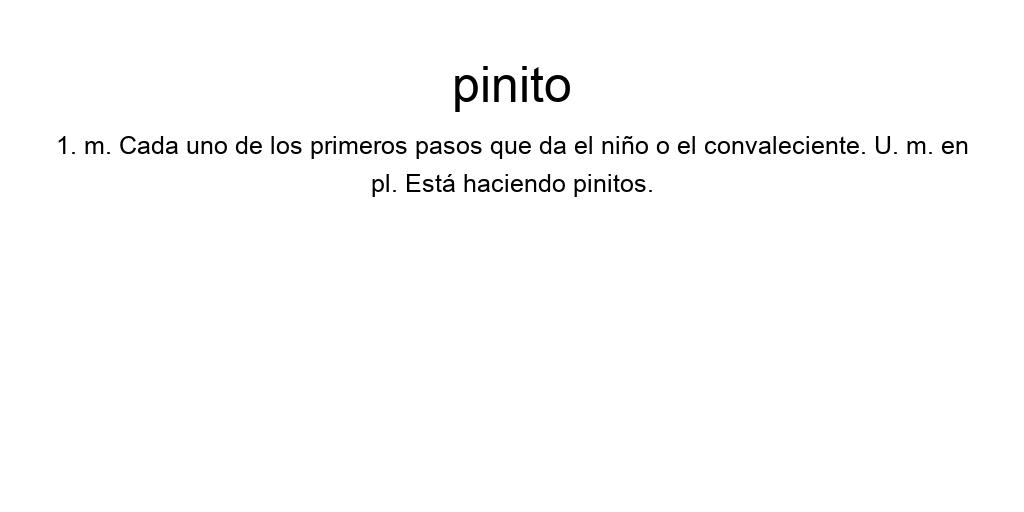 pinito
1. m. Cada uno de los primeros pasos que da el niño o el convaleciente. U. m. en
pl. Está haciendo pinitos.